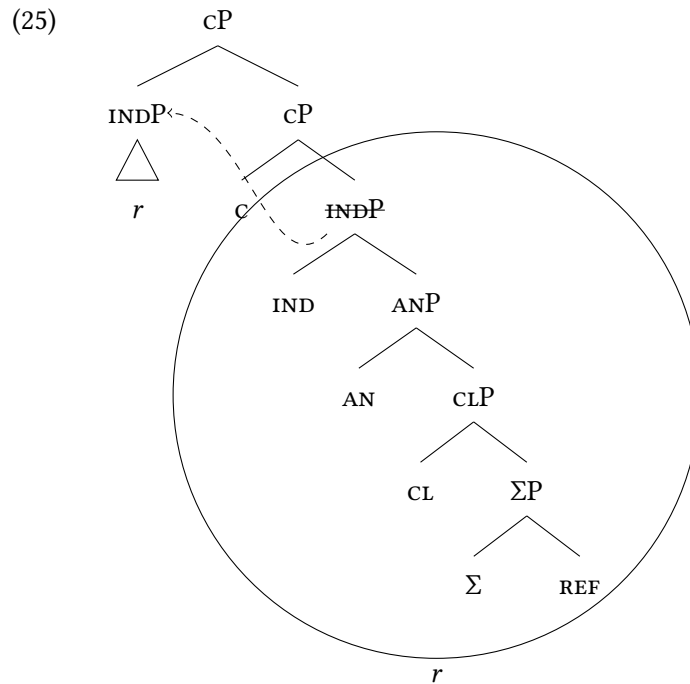 (25)
CP
INDP CP
r C INDP
IND ANP
AN CLP
CL ΣP
Σ REF
r